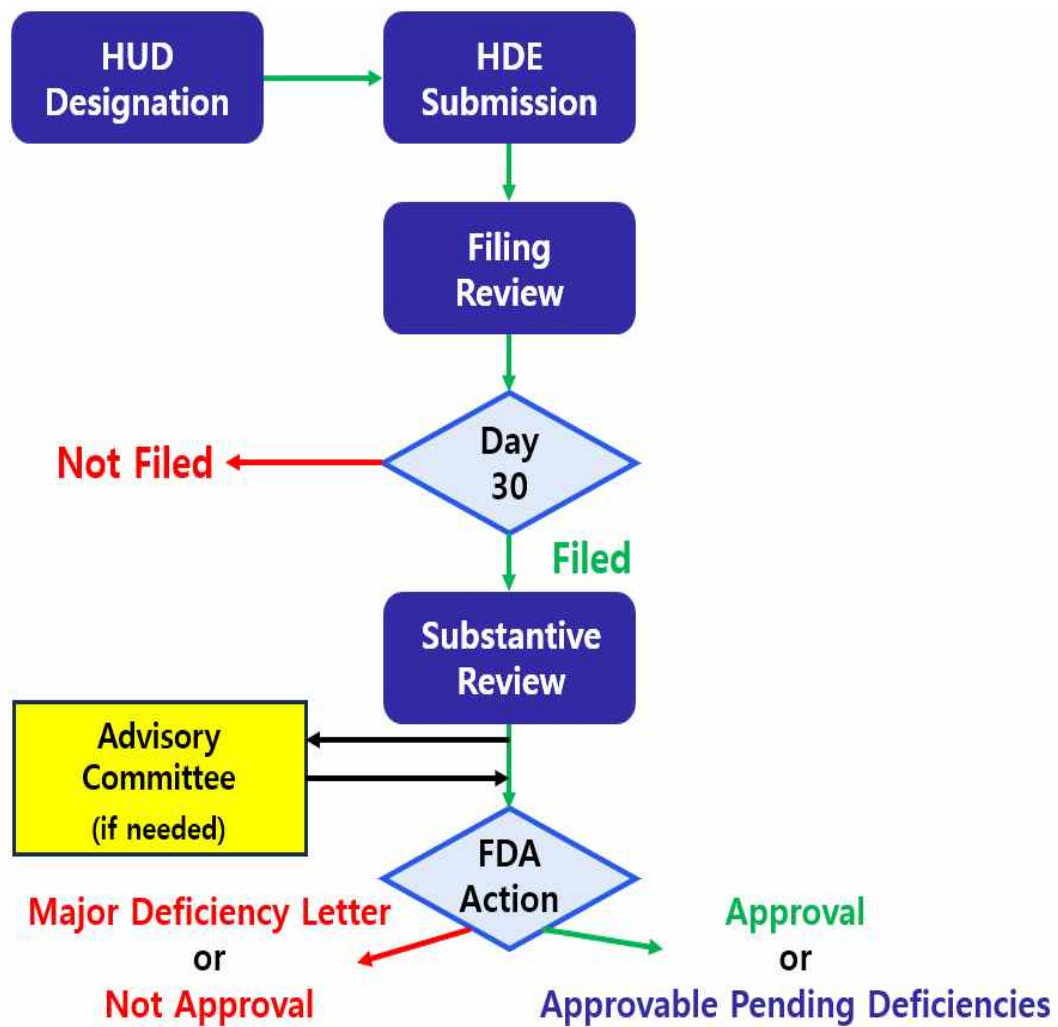 HUD
Designation
HDE
Submission
Filing
Review
Day
30
Not Filed
Filed
Substantive
Review
Advisory
Committee
(if needed)
FDA
Action
Major Deficiency Letter
or
Not Approval
Approval
or
Approvable Pending Deficiencies